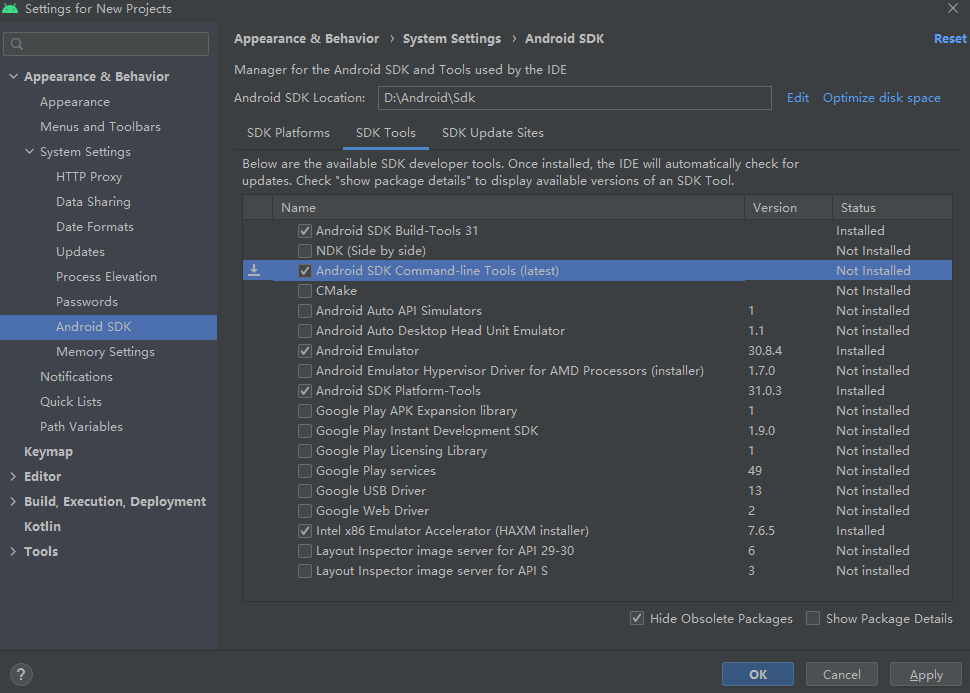 Settings for New Projects
Appearance & Behavior
Appearance
Menus and Toolbars
System Settings
HTTP Proxy
Data Sharing
Date Formats
Updates
Process Elevation
Passwords
Android SDK
Memory Settings
Notifications
Quick Lists
Path Variables
Keymap
Editor
Build, Execution, Deployment
Kotlin
Tools
Appearance & Behavior › System Settings › Android SDK
Reset
Manager for the Android SDK and Tools used by the IDE
Android SDK Location: D:\Android\Sdk Edit Optimize disk space
SDK Platforms SDK Tools SDK Update Sites
Below are the available SDK developer tools. Once installed, the IDE will automatically check for
updates. Check "show package details" to display available versions of an SDK Tool.
Name Version Status
Android SDK Build-Tools 31 Installed
NDK (Side by side) Not Installed
Android SDK Command-line Tools (latest) Not Installed
CMake Not Installed
Android Auto API Simulators 1 Not installed
Android Auto Desktop Head Unit Emulator 1.1 Not installed
Android Emulator 30.8.4 Installed
Android Emulator Hypervisor Driver for AMD Processors (installer) 1.7.0 Not installed
Android SDK Platform-Tools 31.0.3 Installed
Google Play APK Expansion library 1 Not installed
Google Play Instant Development SDK 1.9.0 Not installed
Google Play Licensing Library 1 Not installed
Google Play services 49 Not installed
Google USB Driver 13 Not installed
Google Web Driver 2 Not installed
Intel x86 Emulator Accelerator (HAXM installer) 7.6.5 Installed
Layout Inspector image server for API 29-30 6 Not installed
Layout Inspector image server for API S 3 Not installed
Hide Obsolete Packages Show Package Details
? OK Cancel Apply